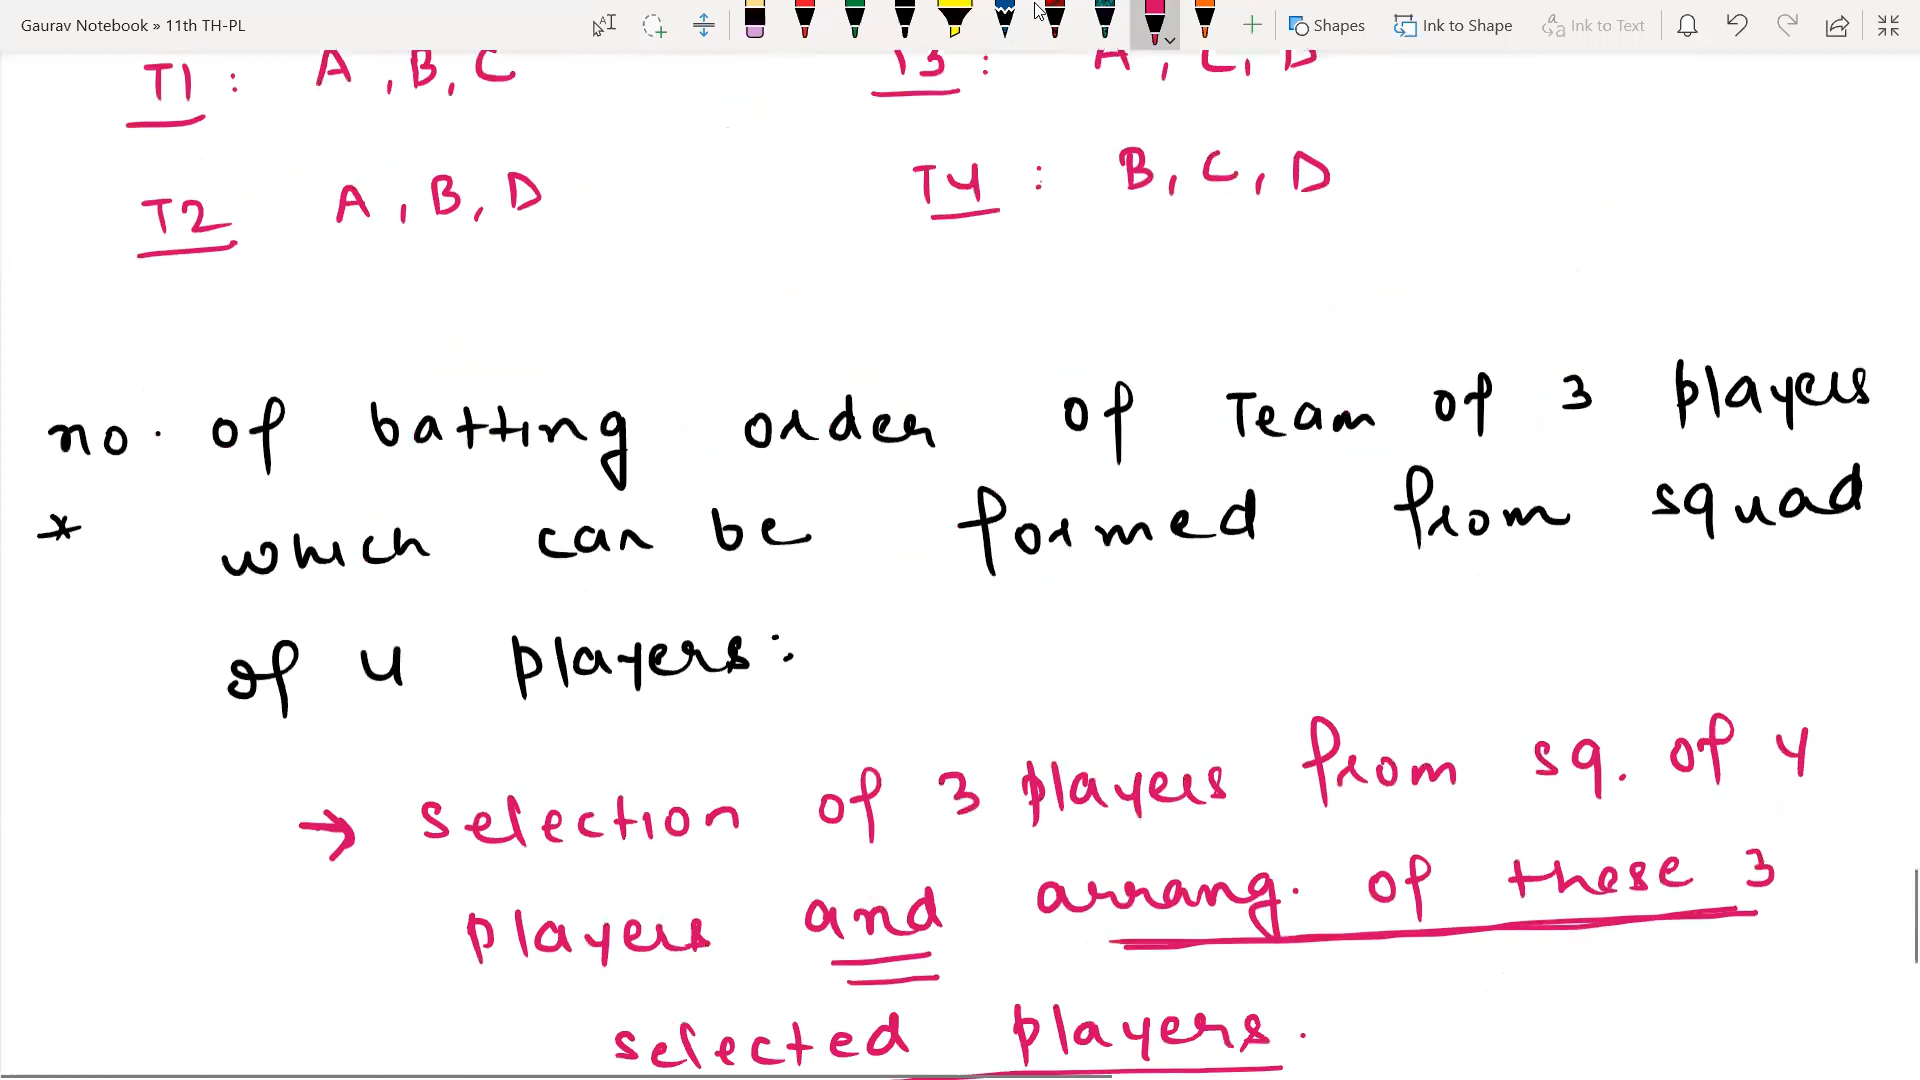 Gaurav Notebook » 11th TH-PL
Shapes Ink to Shape Ink to Text
T1 : A , B, C T3 : A , C, D
T2 A , B, D T4 : B, C, D
no. of batting order of Team of 3 players
* which can be formed from squad
of 4 players:
→ selection of 3 players from sq. of 4
players and arrang. of these 3
selected players.